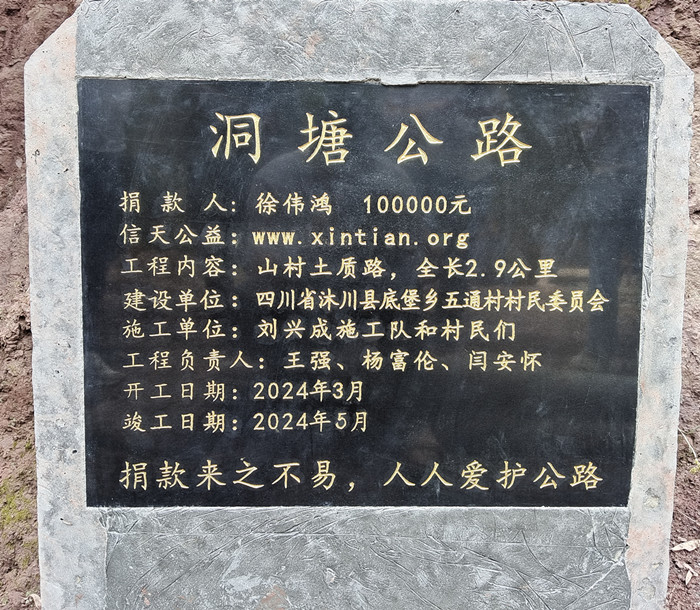 洞塘公路
捐款人：徐伟鸿 100000元
信天公益：www.xintian.org
工程内容：山村土质路，全长2.9公里
建设单位：四川省沐川县底堡乡五通村村民委员会
施工单位：刘兴成施工队和村民们
工程负责人：王强、杨富伦、闫安怀
开工日期：2024年3月
竣工日期：2024年5月
捐款来之不易，人人爱护公路